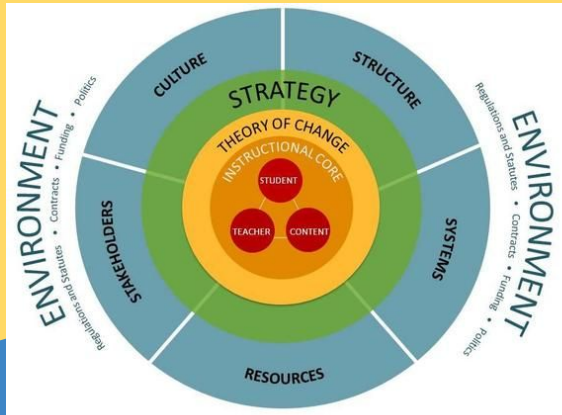 CULTURE
STRUCTURE
STRATEGY
THEORY OF CHANGE
INSTRUCTIONAL CORE
STUDENT
TEACHER
CONTENT
STAKEHOLDERS
SYSTEMS
RESOURCES
ENVIRONMENT
Regulations and Statutes • Contracts • Funding • Politics
ENVIRONMENT
Regulations and Statutes • Contracts • Funding • Politics